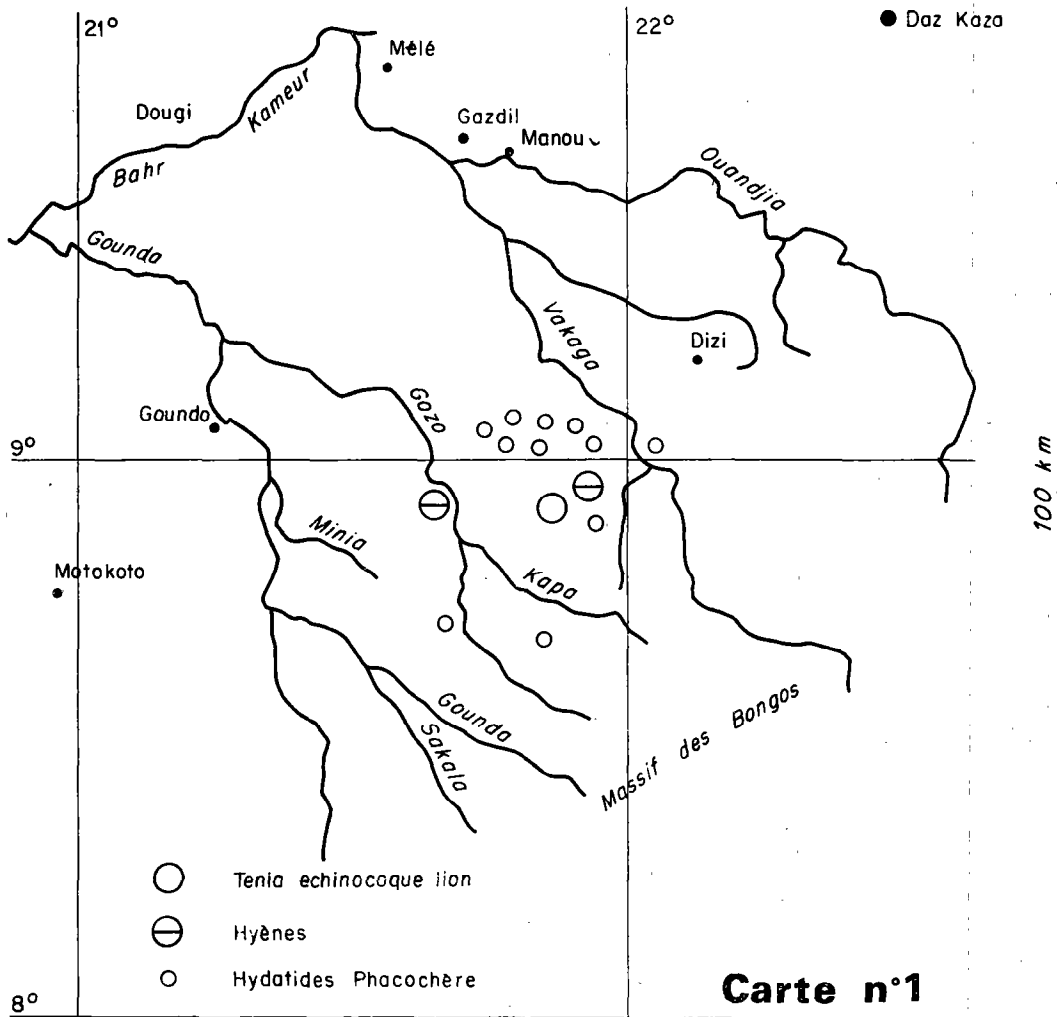 21°
22°
Daz Kaza
Mélé
Dougi
Kameur
Gazdil
Manou
Bahr
Ouandjia
Gounda
Vakaga
Dizi
Goundo
Gozo
9°
100 km
Minia
Motokoto
Kapa
Gounda
Sakala
Massif des Bongos
Tenia echinocoque lion
Hyènes
Hydatides Phacochère
Carte n°1
8°